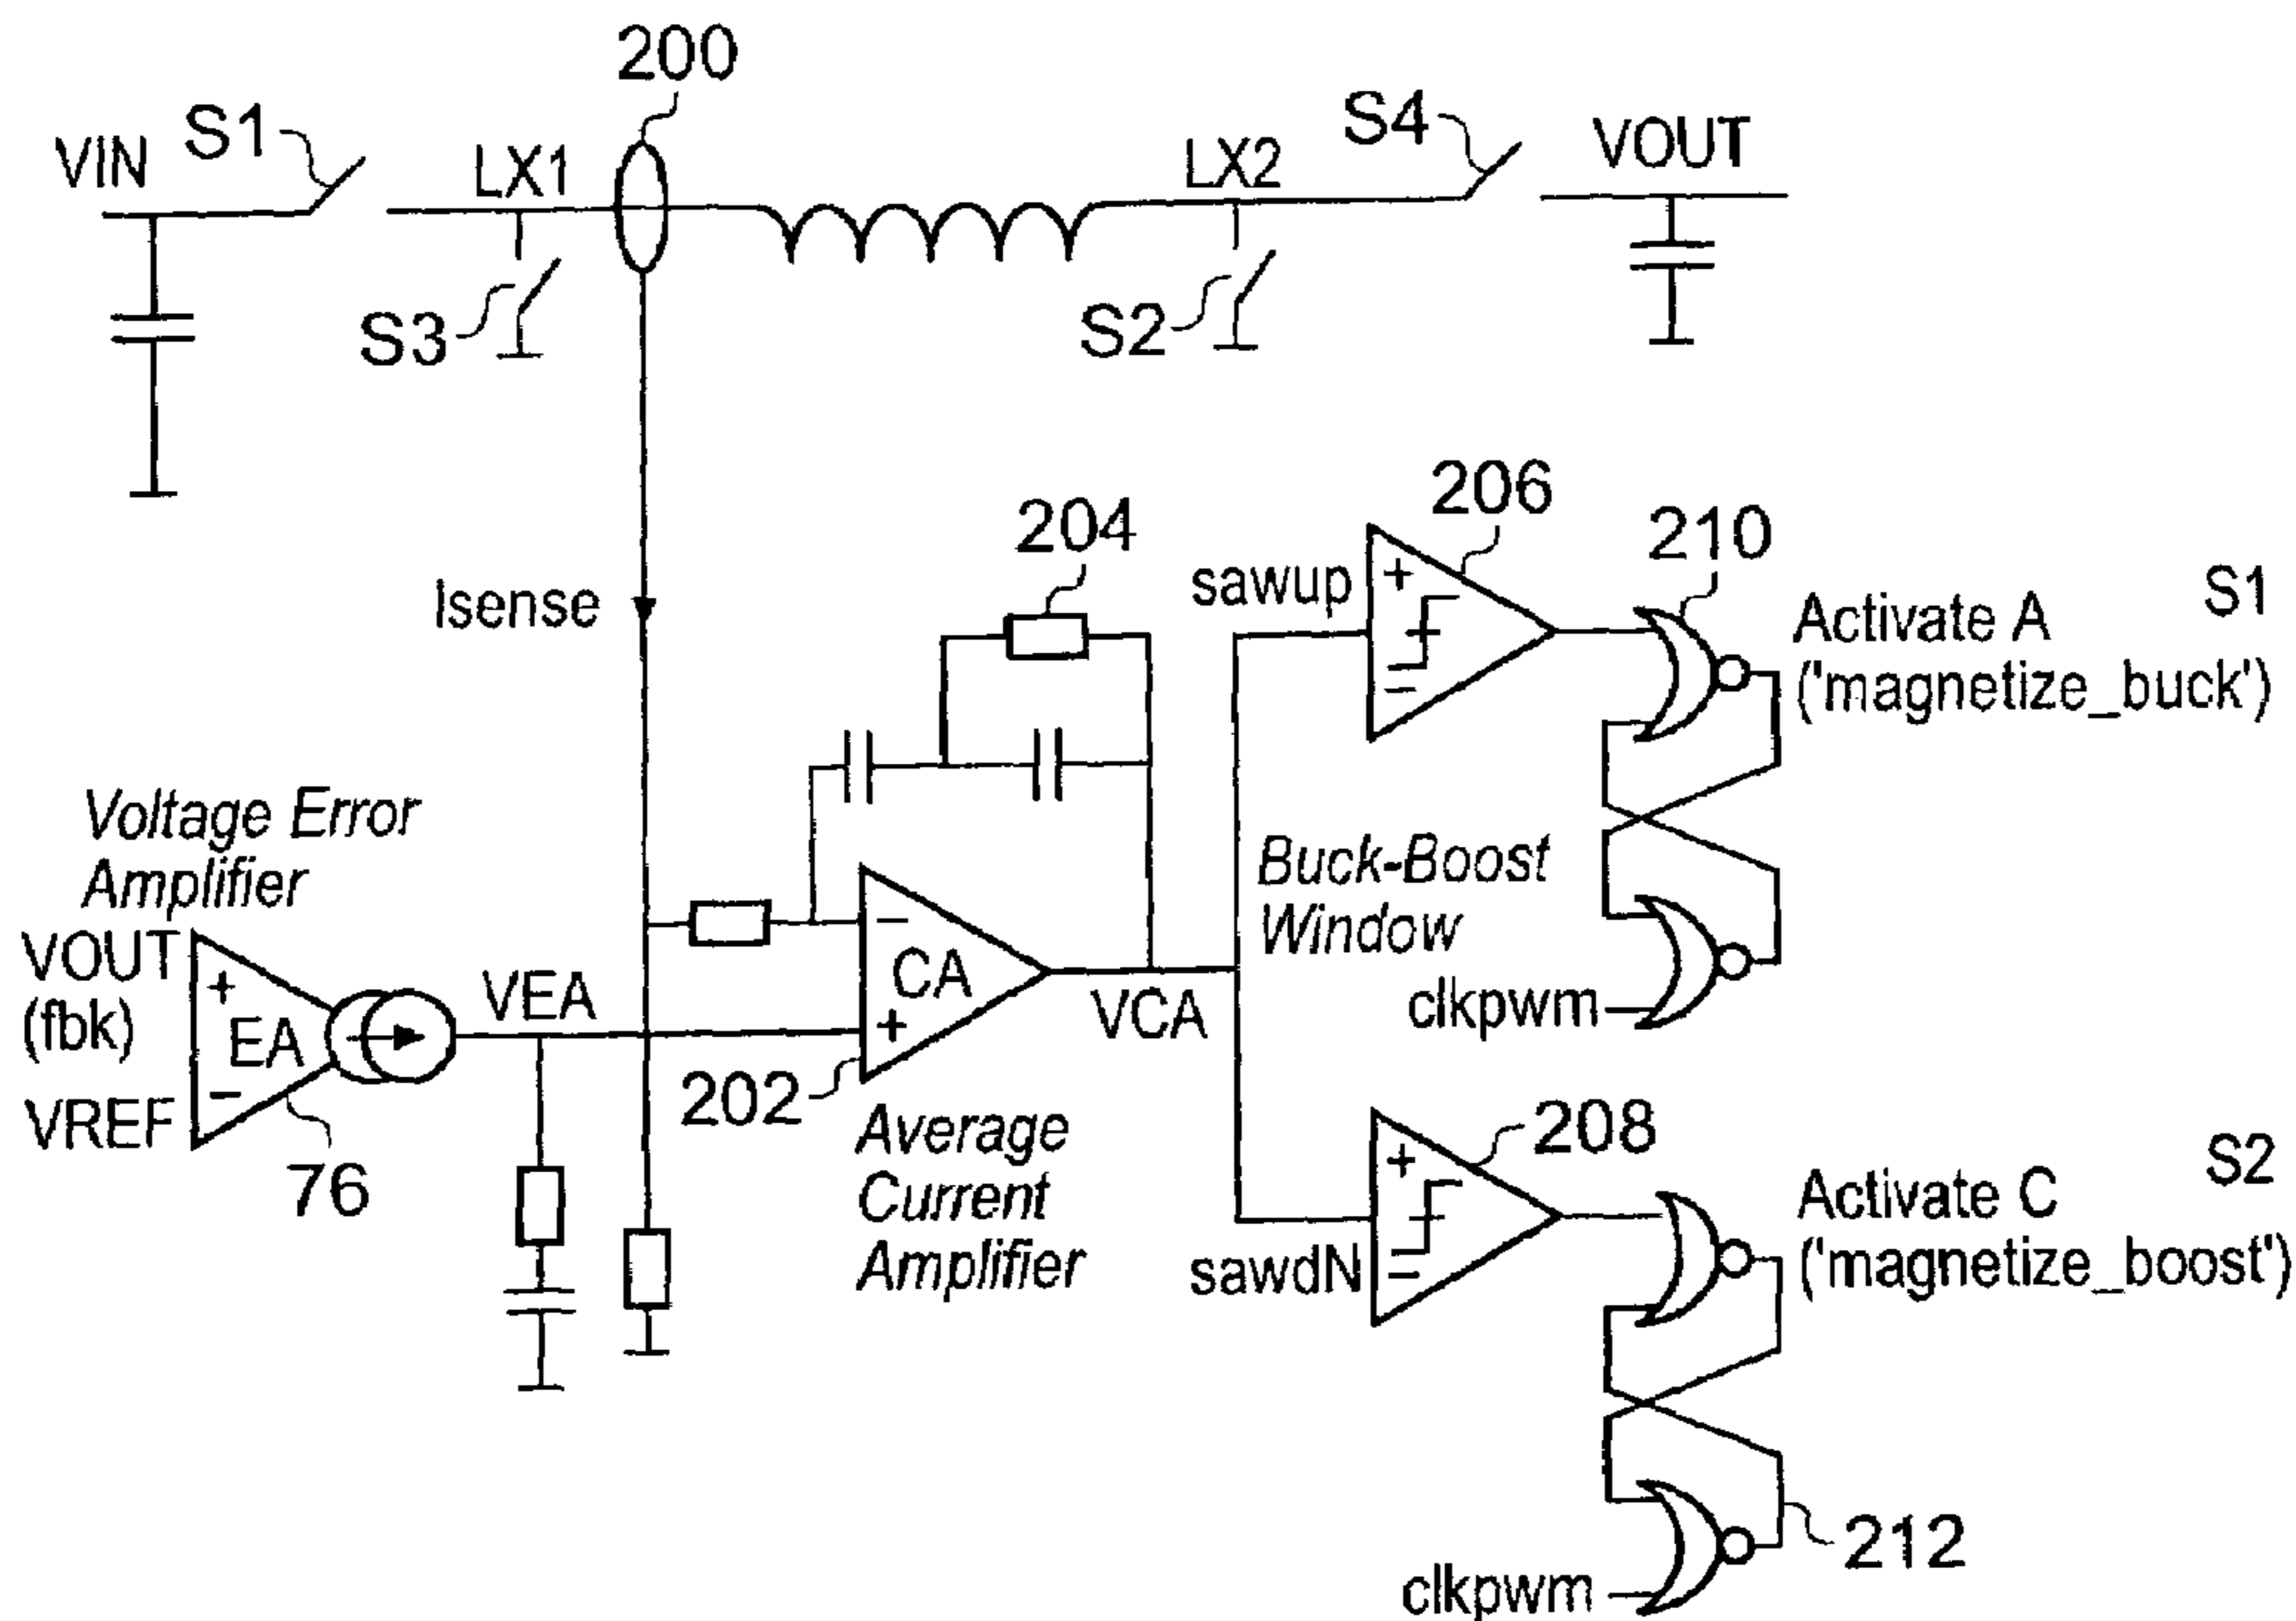 200
VIN
S1
LX1
LX2
S4
VOUT
S3
S2
Isense
204
sawup
206
210
Activate A
('magnetize_buck')
S1
Voltage Error
Amplifier
VOUT
(fbk)
+
EA
−
VREF
76
VEA
−
CA
+
202
VCA
Average
Current
Amplifier
Buck-Boost
Window
+
−
clkpwm
sawdN
+
−
208
Activate C
('magnetize_boost')
S2
212
clkpwm